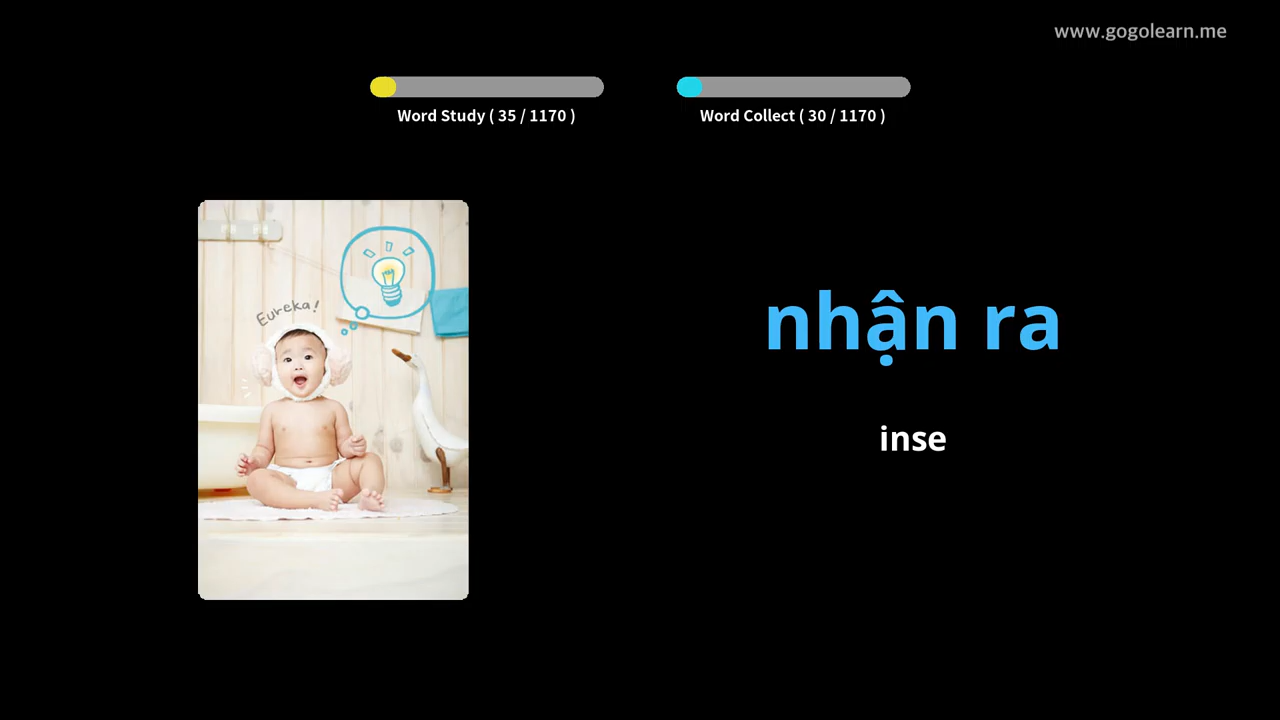 www.gogolearn.me
Word Study ( 35 / 1170 )
Word Collect ( 30 / 1170 )
Eureka!
nhận ra
inse